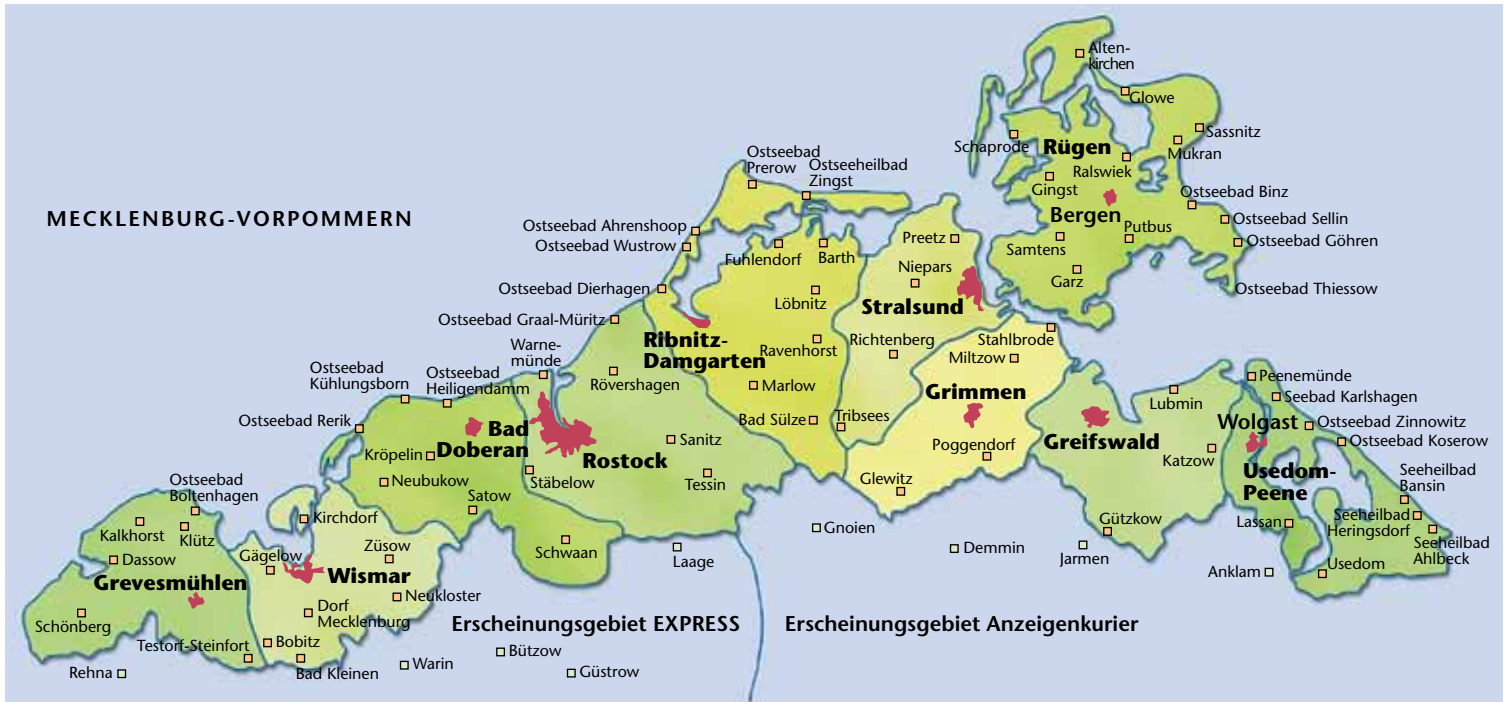 MECKLENBURG-VORPOMMERN
Alten-
kirchen
Glowe
Sassnitz
Mukran
Schaprode
Rügen
Ralswiek
Gingst
Ostseebad Binz
Bergen
Ostseebad Sellin
Putbus
Samtens
Ostseebad Göhren
Garz
Ostseebad Thiessow
Ostseebad
Prerow
Ostseeheilbad
Zingst
Ostseebad Ahrenshoop
Ostseebad Wustrow
Fuhlendorf
Barth
Preetz
Niepars
Ostseebad Dierhagen
Löbnitz
Stralsund
Ostseebad Graal-Müritz
Ribnitz-
Damgarten
Ravenhorst
Richtenberg
Stahlbrode
Miltzow
Warne-
münde
Rövershagen
Marlow
Grimmen
Ostseebad
Kühlungsborn
Ostseebad
Heiligendamm
Bad Sülze
Tribsees
Poggendorf
Glewitz
Ostseebad Rerik
Bad
Doberan
Rostock
Sanitz
Tessin
Kröpelin
Neubukow
Stäbelow
Satow
Schwaan
Lubmin
Greifswald
Katzow
Gützkow
Peenemünde
Seebad Karlshagen
Wolgast
Ostseebad Zinnowitz
Ostseebad Koserow
Usedom-
Peene
Seeheilbad
Bansin
Lassan
Seeheilbad
Heringsdorf
Seeheilbad
Ahlbeck
Usedom
Ostseebad
Boltenhagen
Kirchdorf
Kalkhorst
Klütz
Dassow
Gägelow
Züsow
Grevesmühlen
Wismar
Neukloster
Dorf
Mecklenburg
Schönberg
Testorf-Steinfort
Bobitz
Bad Kleinen
Rehna
Warin
Bützow
Güstrow
Laage
Gnoien
Demmin
Jarmen
Anklam
Erscheinungsgebiet EXPRESS
Erscheinungsgebiet Anzeigenkurier